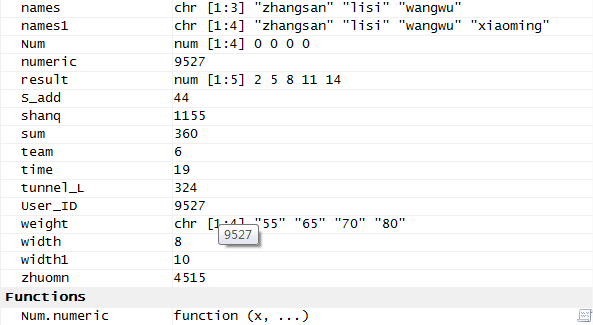 names chr [1:3] "zhangsan" "lisi" "wangwu"
names1 chr [1:4] "zhangsan" "lisi" "wangwu" "xiaoming"
Num num [1:4] 0 0 0 0
numeric 9527
result num [1:5] 2 5 8 11 14
S_add 44
shanq 1155
sum 360
team 6
time 19
tunnel_L 324
User_ID 9527
weight chr [1:4] "55" "65" "70" "80"
9527
width 8
width1 10
zhuomn 4515
Functions
Num.numeric function (x, ...)